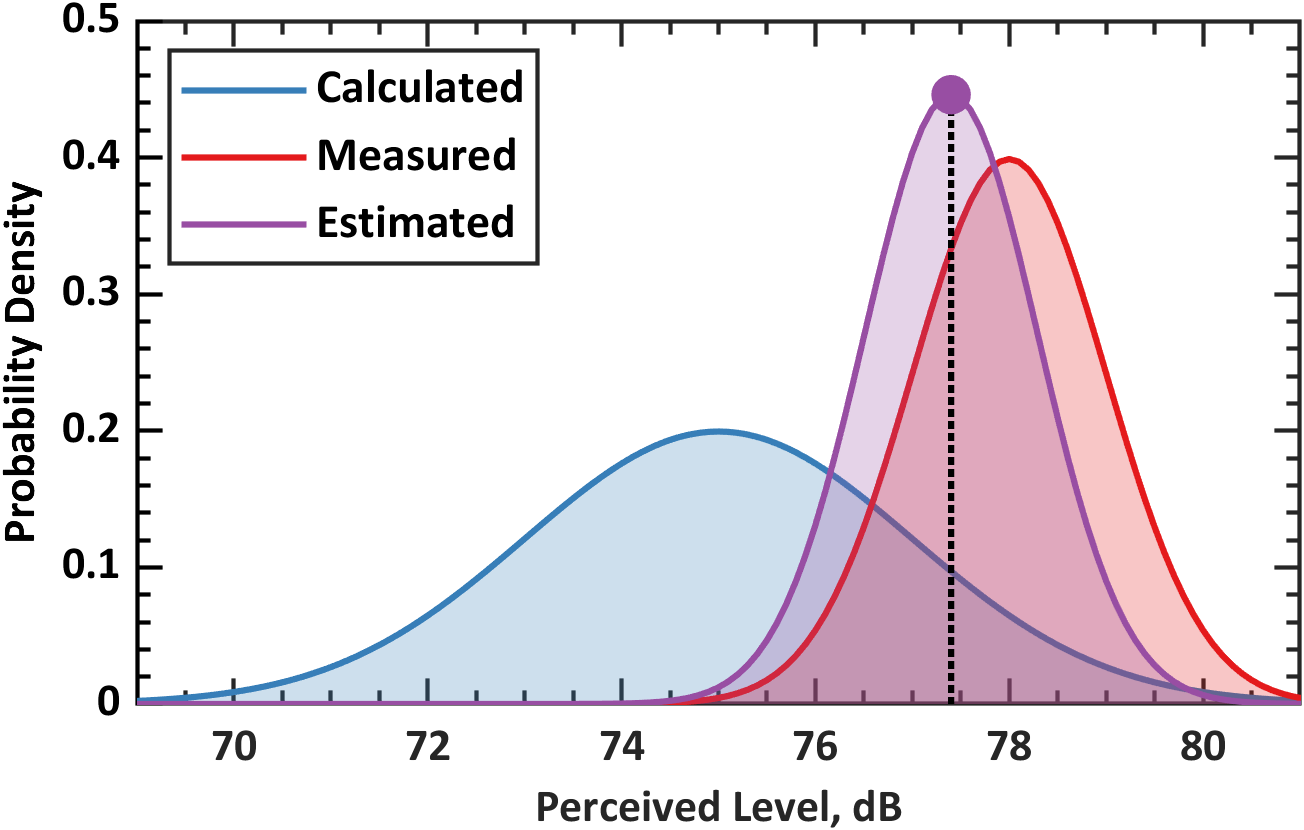 0.5
0.4
0.3
0.2
0.1
0
Probability Density
Calculated
Measured
Estimated
70 72 74 76 78 80
Perceived Level, dB